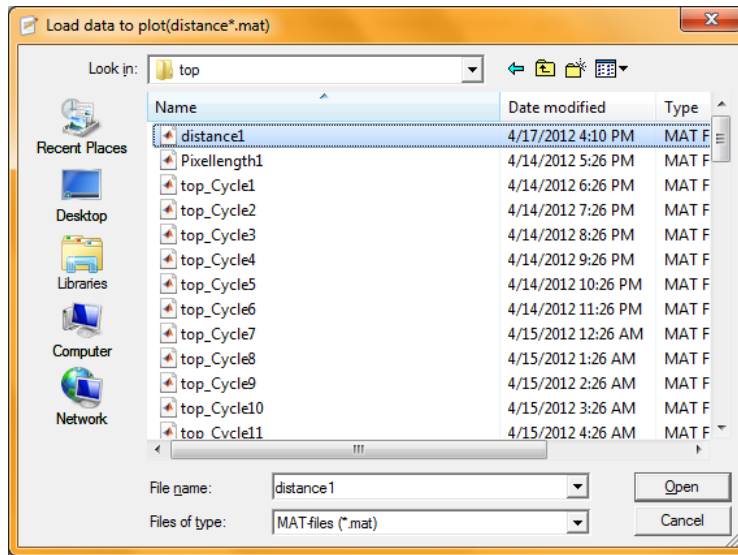 Load data to plot(distance*.mat)
Look in: top
Name Date modified Type
distance1 4/17/2012 4:10 PM MAT F
Pixellength1 4/14/2012 5:26 PM MAT F
top_Cycle1 4/14/2012 6:26 PM MAT F
top_Cycle2 4/14/2012 7:26 PM MAT F
top_Cycle3 4/14/2012 8:26 PM MAT F
top_Cycle4 4/14/2012 9:26 PM MAT F
top_Cycle5 4/14/2012 10:26 PM MAT F
top_Cycle6 4/14/2012 11:26 PM MAT F
top_Cycle7 4/15/2012 12:26 AM MAT F
top_Cycle8 4/15/2012 1:26 AM MAT F
top_Cycle9 4/15/2012 2:26 AM MAT F
top_Cycle10 4/15/2012 3:26 AM MAT F
top_Cycle11 4/15/2012 4:26 AM MAT F
Recent Places
Desktop
Libraries
Computer
Network
File name: distance1 Open
Files of type: MAT-files (*.mat) Cancel